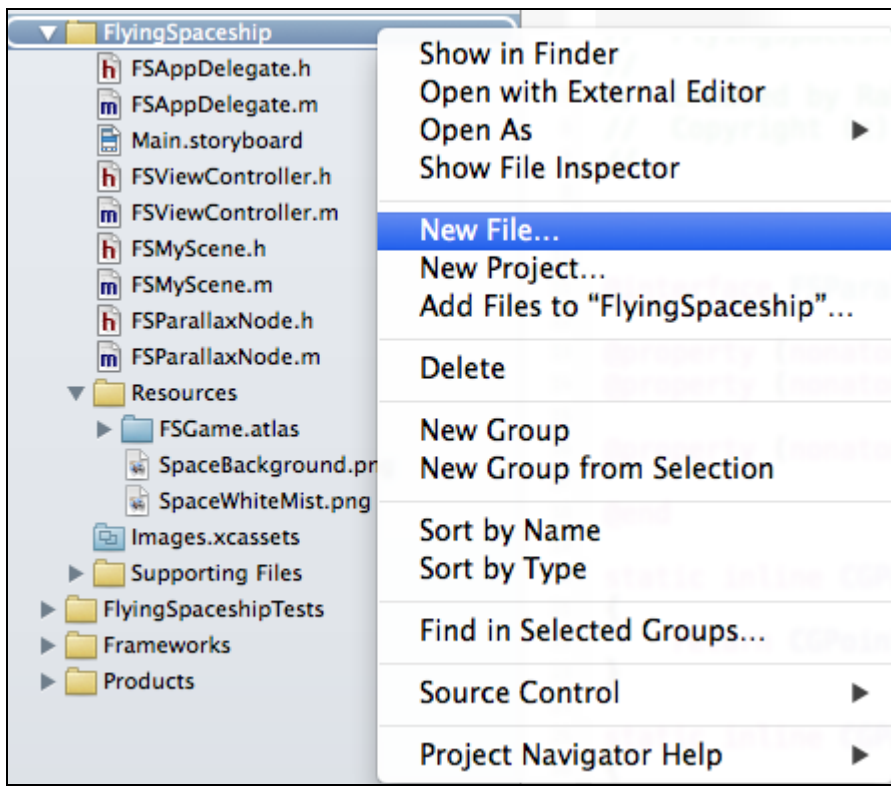 FlyingSpaceship
FSAppDelegate.h
FSAppDelegate.m
Main.storyboard
FSViewController.h
FSViewController.m
FSMyScene.h
FSMyScene.m
FSParallaxNode.h
FSParallaxNode.m
Resources
FSGame.atlas
SpaceBackground.pn
SpaceWhiteMist.png
Images.xcassets
Supporting Files
FlyingSpaceshipTests
Frameworks
Products
Show in Finder
Open with External Editor
Open As
Show File Inspector
New File...
New Project...
Add Files to “FlyingSpaceship”...
Delete
New Group
New Group from Selection
Sort by Name
Sort by Type
Find in Selected Groups...
Source Control
Project Navigator Help